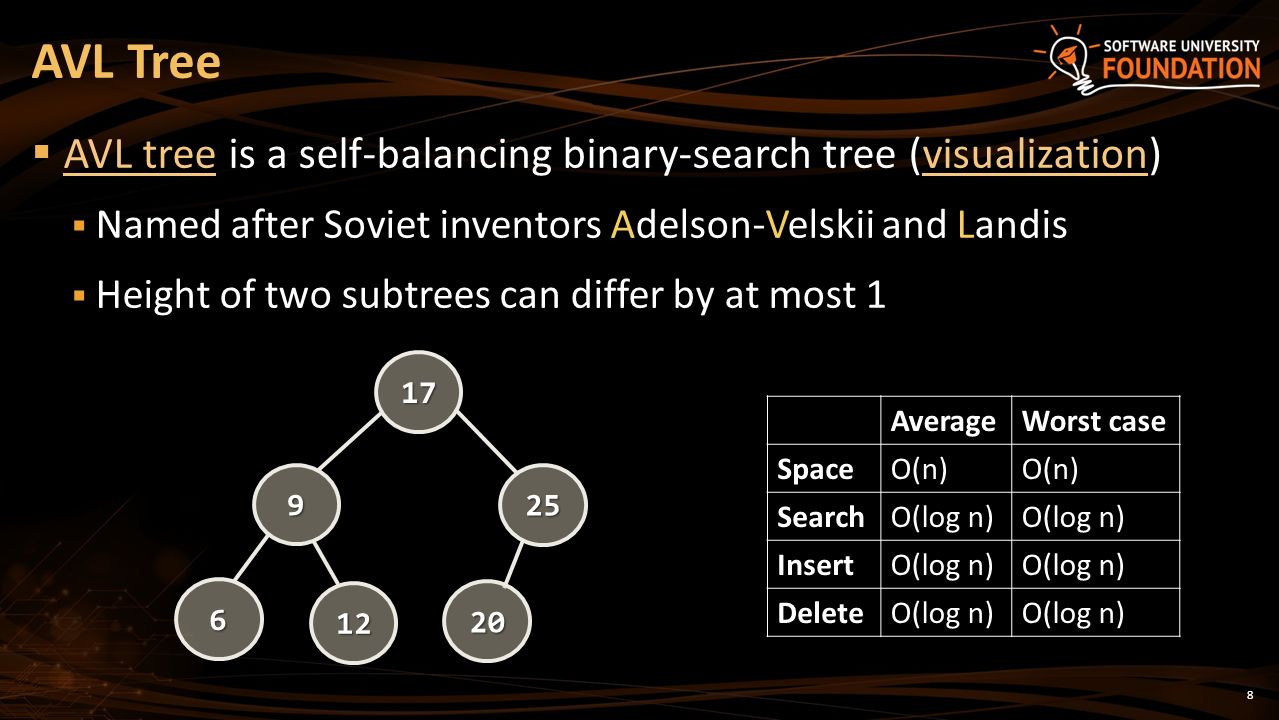 AVL Tree
SOFTWARE UNIVERSITY
FOUNDATION
AVL tree is a self-balancing binary-search tree (visualization)
Named after Soviet inventors Adelson-Velskii and Landis
Height of two subtrees can differ by at most 1
17
9 25
6 12 20
Average Worst case
Space O(n) O(n)
Search O(log n) O(log n)
Insert O(log n) O(log n)
Delete O(log n) O(log n)
8